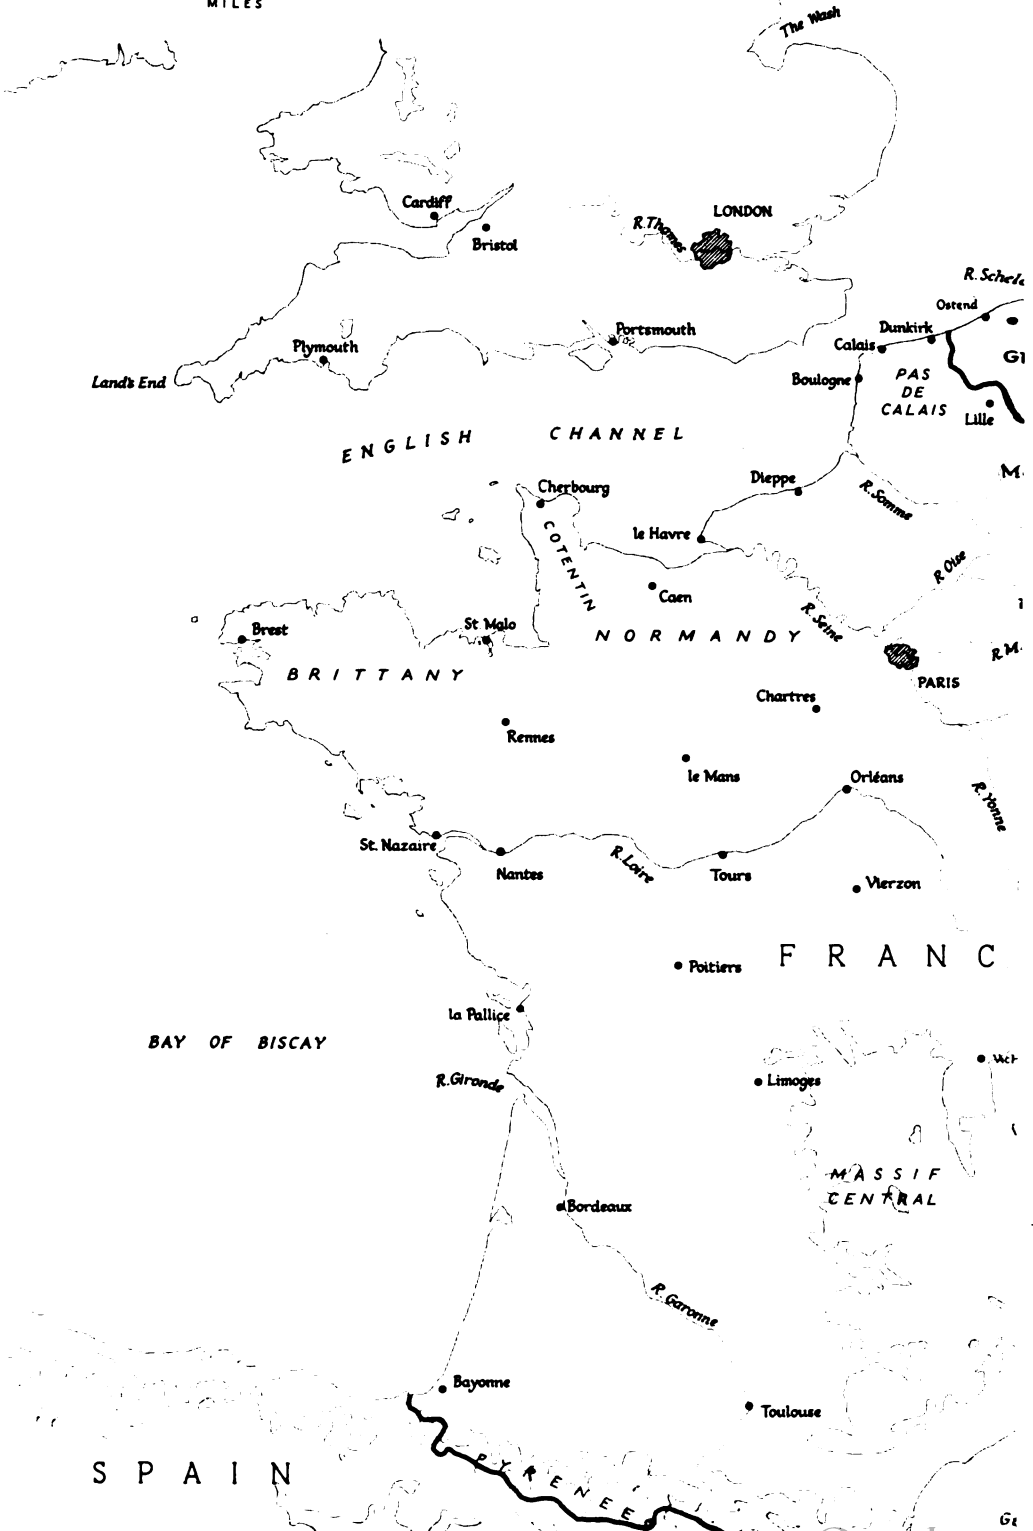 MILES
The Wash
Cardiff
LONDON
R.Thames
Bristol
R.Scheld
Ostend
Portsmouth
Dunkirk
Plymouth
Calais
Land's End
Boulogne
PAS
DE
CALAIS
Lille
ENGLISH CHANNEL
Dieppe
Cherbourg
R.Somme
le Havre
COTENTIN
R Oise
Caen
R.Seine
St Malo
Brest
NORMANDY
BRITTANY
PARIS
Chartres
Rennes
le Mans
Orléans
R.Yonne
St. Nazaire
R.Loire
Nantes
Tours
Vierzon
FRANC
Poitiers
la Pallice
BAY OF BISCAY
R.Gironde
Limoges
MASSIF
CENTRAL
Bordeaux
R.Garonne
Bayonne
Toulouse
SPAIN
PYRENEE